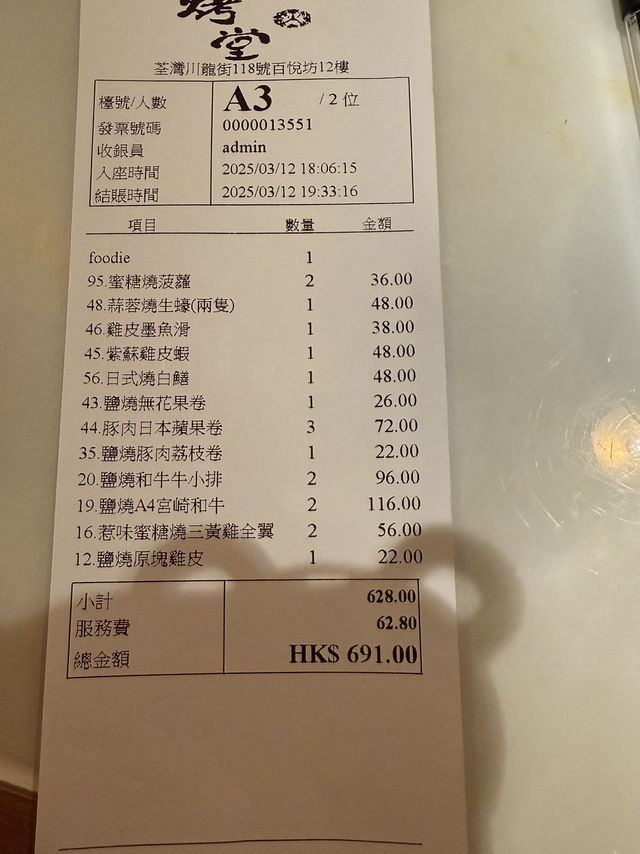 烤
堂
荃灣川龍街118號百悅坊12樓
檯號/人數 A3 / 2 位
發票號碼 0000013551
收銀員 admin
入座時間 2025/03/12 18:06:15
結賬時間 2025/03/12 19:33:16
項目 數量 金額
foodie 1
95.蜜糖燒菠蘿 2 36.00
48.蒜蓉燒生蠔(兩隻) 1 48.00
46.雞皮墨魚滑 1 38.00
45.紫蘇雞皮蝦 1 48.00
56.日式燒白鱔 1 48.00
43.鹽燒無花果卷 1 26.00
44.豚肉日本蘋果卷 3 72.00
35.鹽燒豚肉荔枝卷 1 22.00
20.鹽燒和牛牛小排 2 96.00
19.鹽燒A4宮崎和牛 2 116.00
16.惹味蜜糖燒三黃雞全翼 2 56.00
12.鹽燒原塊雞皮 1 22.00
小計 628.00
服務費 62.80
總金額 HK$ 691.00